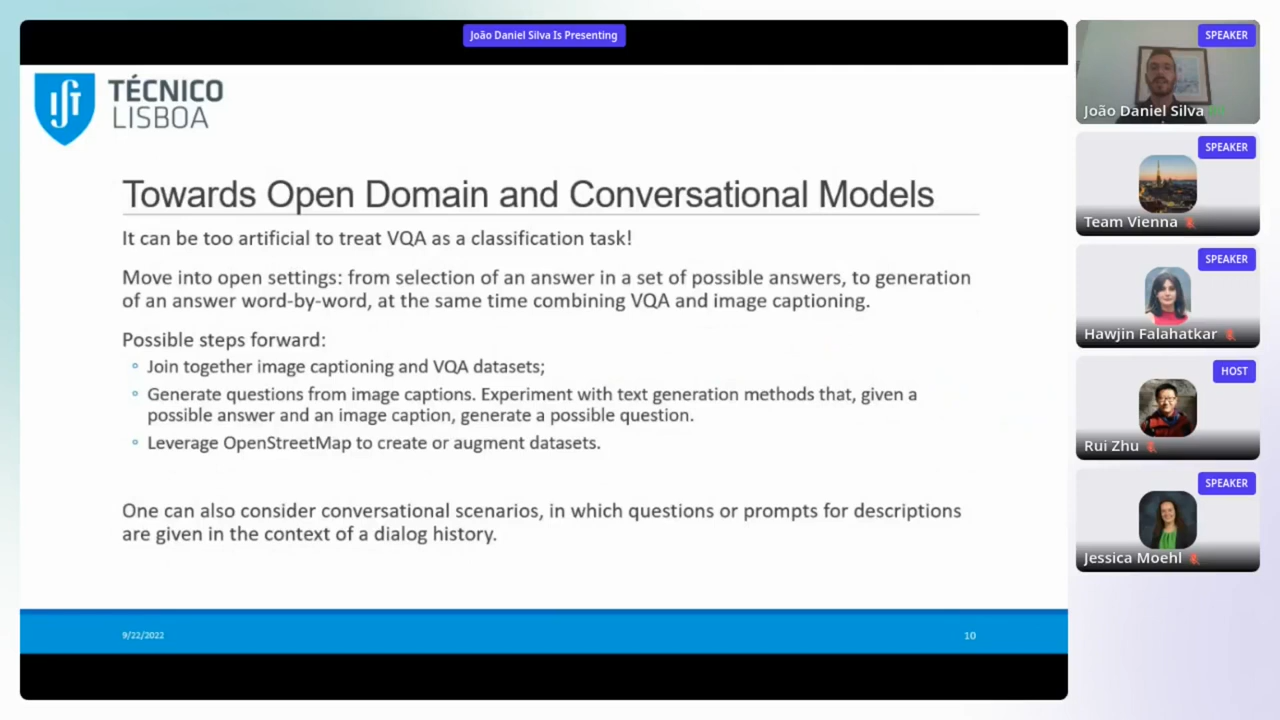 João Daniel Silva Is Presenting
TÉCNICO
LISBOA
Towards Open Domain and Conversational Models
It can be too artificial to treat VQA as a classification task!
Move into open settings: from selection of an answer in a set of possible answers, to generation
of an answer word-by-word, at the same time combining VQA and image captioning.
Possible steps forward:
Join together image captioning and VQA datasets;
Generate questions from image captions. Experiment with text generation methods that, given a
possible answer and an image caption, generate a possible question.
Leverage OpenStreetMap to create or augment datasets.
One can also consider conversational scenarios, in which questions or prompts for descriptions
are given in the context of a dialog history.
9/22/2022
10
SPEAKER
João Daniel Silva
SPEAKER
Team Vienna
SPEAKER
Hawjin Falahatkar
HOST
Rui Zhu
SPEAKER
Jessica Moehl